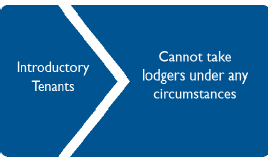 Introductory
Tenants
Cannot take
lodgers under any
circumstances